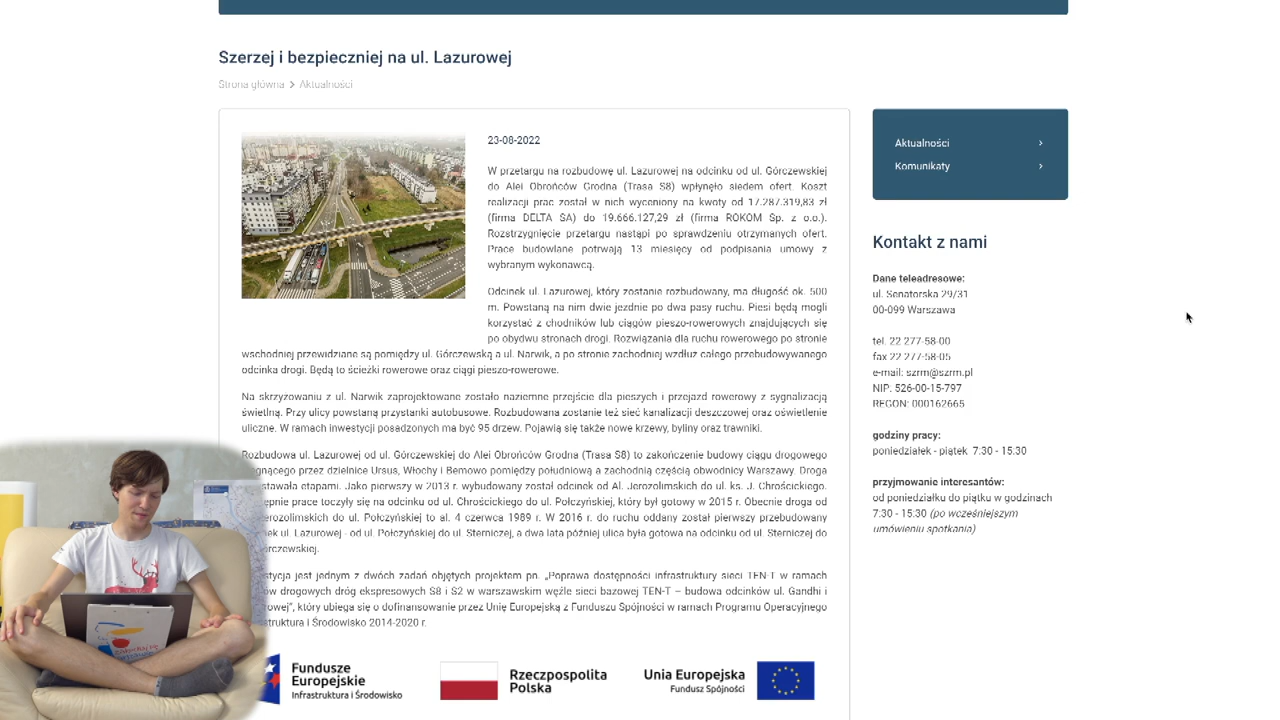 Szerzej i bezpieczniej na ul. Lazurowej
Strona główna > Aktualności
23-08-2022
W przetargu na rozbudowę ul. Lazurowej na odcinku od ul. Górczewskiej
do Alei Obrońców Grodna (Trasa S8) wpłynęło siedem ofert. Koszt
realizacji prac został w nich wyceniony na kwoty od 17.287.319,83 zł
(firma DELTA SA) do 19.666.127,29 zł (firma ROKOM Sp. z o.o.).
Rozstrzygnięcie przetargu nastąpi po sprawdzeniu otrzymanych ofert.
Prace budowlane potrwają 13 miesięcy od podpisania umowy z
wybranym wykonawcą.
Odcinek ul. Lazurowej, który zostanie rozbudowany, ma długość ok. 500
m. Powstaną na nim dwie jezdnie po dwa pasy ruchu. Piesi będą mogli
korzystać z chodników lub ciągów pieszo-rowerowych znajdujących się
po obydwu stronach drogi. Rozwiązania dla ruchu rowerowego po stronie
wschodniej przewidziane są pomiędzy ul. Górczewską a ul. Narwik, a po stronie zachodniej wzdłuż całego przebudowywanego
odcinka drogi. Będą to ścieżki rowerowe oraz ciągi pieszo-rowerowe.
Na skrzyżowaniu z ul. Narwik zaprojektowane zostało naziemne przejście dla pieszych i przejazd rowerowy z sygnalizacją
świetlną. Przy ulicy powstaną przystanki autobusowe. Rozbudowana zostanie też sieć kanalizacji deszczowej oraz oświetlenie
uliczne. W ramach inwestycji posadzonych ma być 95 drzew. Pojawią się także nowe krzewy, byliny oraz trawniki.
Rozbudowa ul. Lazurowej od ul. Górczewskiej do Alei Obrońców Grodna (Trasa S8) to zakończenie budowy ciągu drogowego
gnącego przez dzielnice Ursus, Włochy i Bemowo pomiędzy południową a zachodnią częścią obwodnicy Warszawy. Droga
stawała etapami. Jako pierwszy w 2013 r. wybudowany został odcinek od Al. Jerozolimskich do ul. ks. J. Chrościckiego.
tępnie prace toczyły się na odcinku od ul. Chrościckiego do ul. Połczyńskiej, który był gotowy w 2015 r. Obecnie droga od
erozolimskich do ul. Połczyńskiej to al. 4 czerwca 1989 r. W 2016 r. do ruchu oddany został pierwszy przebudowany
ek ul. Lazurowej - od ul. Połczyńskiej do ul. Sterniczej, a dwa lata później ulica była gotowa na odcinku od ul. Sterniczej do
rczewskiej.
stycja jest jednym z dwóch zadań objętych projektem pn. „Poprawa dostępności infrastruktury sieci TEN-T w ramach
ów drogowych dróg ekspresowych S8 i S2 w warszawskim węźle sieci bazowej TEN-T – budowa odcinków ul. Gandhi i
owej”, który ubiega się o dofinansowanie przez Unię Europejską z Funduszu Spójności w ramach Programu Operacyjnego
struktura i Środowisko 2014-2020 r.
Fundusze
Europejskie
Infrastruktura i Środowisko
Rzeczpospolita
Polska
Unia Europejska
Fundusz Spójności
Aktualności
Komunikaty
Kontakt z nami
Dane teleadresowe:
ul. Senatorska 29/31
00-099 Warszawa
tel. 22 277-58-00
fax 22 277-58-05
e-mail: szrm@szrm.pl
NIP: 526-00-15-797
REGON: 000162665
godziny pracy:
poniedziałek - piątek 7:30 - 15:30
przyjmowanie interesantów:
od poniedziałku do piątku w godzinach
7:30 - 15:30 (po wcześniejszym
umówieniu spotkania)